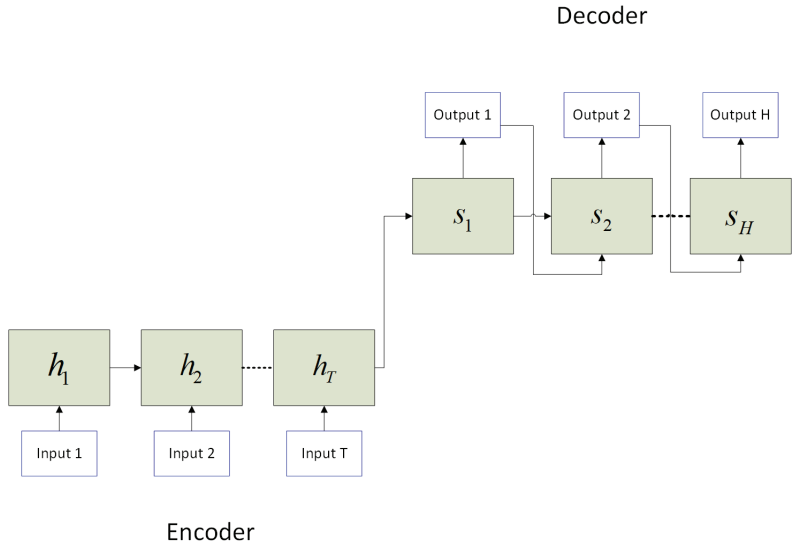 Decoder
Output 1
Output 2
Output H
s1
s2
sH
h1
h2
hT
Input 1
Input 2
Input T
Encoder